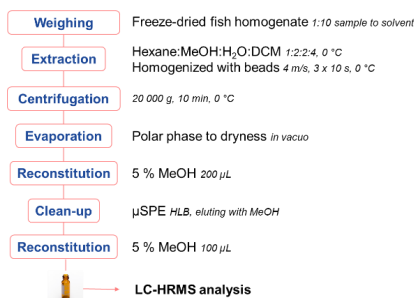 Weighing Freeze-dried fish homogenate 1:10 sample to solvent
Extraction Hexane:MeOH:H₂O:DCM 1:2:2:4, 0 °C
Homogenized with beads 4 m/s, 3 x 10 s, 0 °C
Centrifugation 20 000 g, 10 min, 0 °C
Evaporation Polar phase to dryness in vacuo
Reconstitution 5 % MeOH 200 µL
Clean-up µSPE HLB, eluting with MeOH
Reconstitution 5 % MeOH 100 µL
LC-HRMS analysis